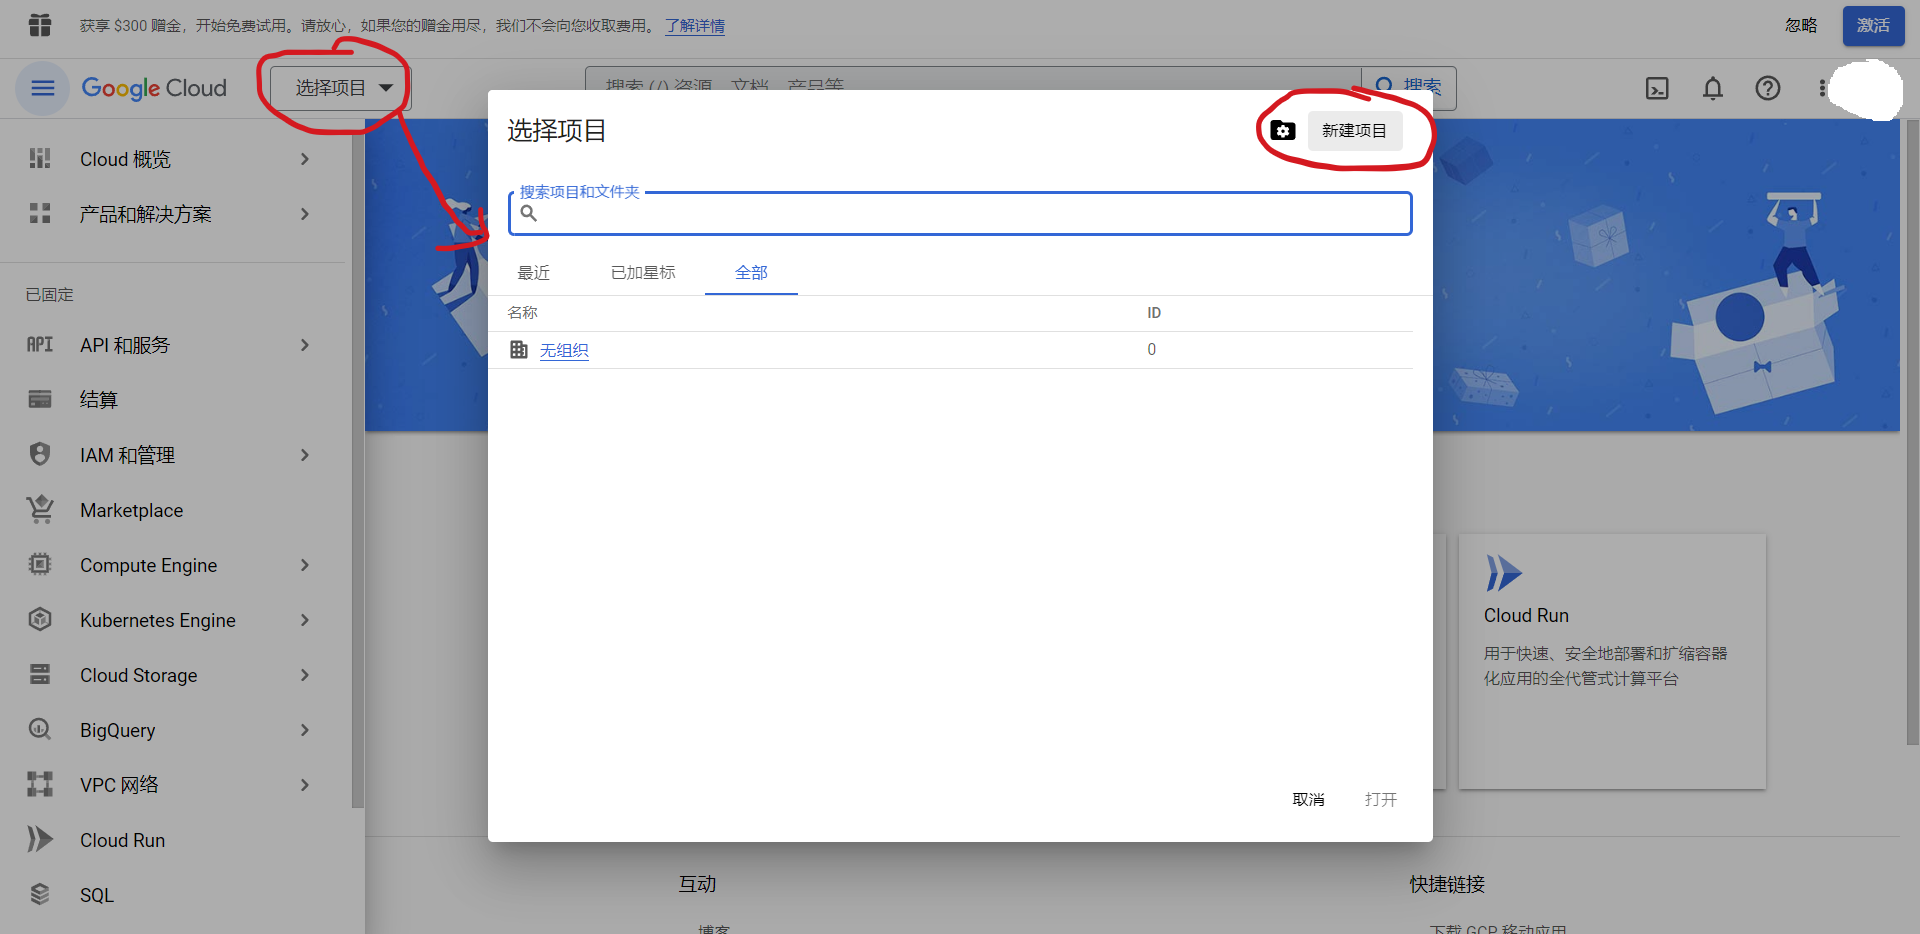 获享 $300 赠金，开始免费试用。请放心，如果您的赠金用尽，我们不会向您收取费用。 了解详情
忽略
激活
Google Cloud
选择项目
搜索 (/) 资源、文档、产品等
搜索
Cloud 概览
产品和解决方案
已固定
API API 和服务
结算
IAM 和管理
Marketplace
Compute Engine
Kubernetes Engine
Cloud Storage
BigQuery
VPC 网络
Cloud Run
SQL
选择项目
新建项目
搜索项目和文件夹
最近
已加星标
全部
名称
ID
无组织
0
取消
打开
Cloud Run
用于快速、安全地部署和扩缩容器
化应用的全代管式计算平台
互动
博客
快捷链接
下载 GCP 移动应用